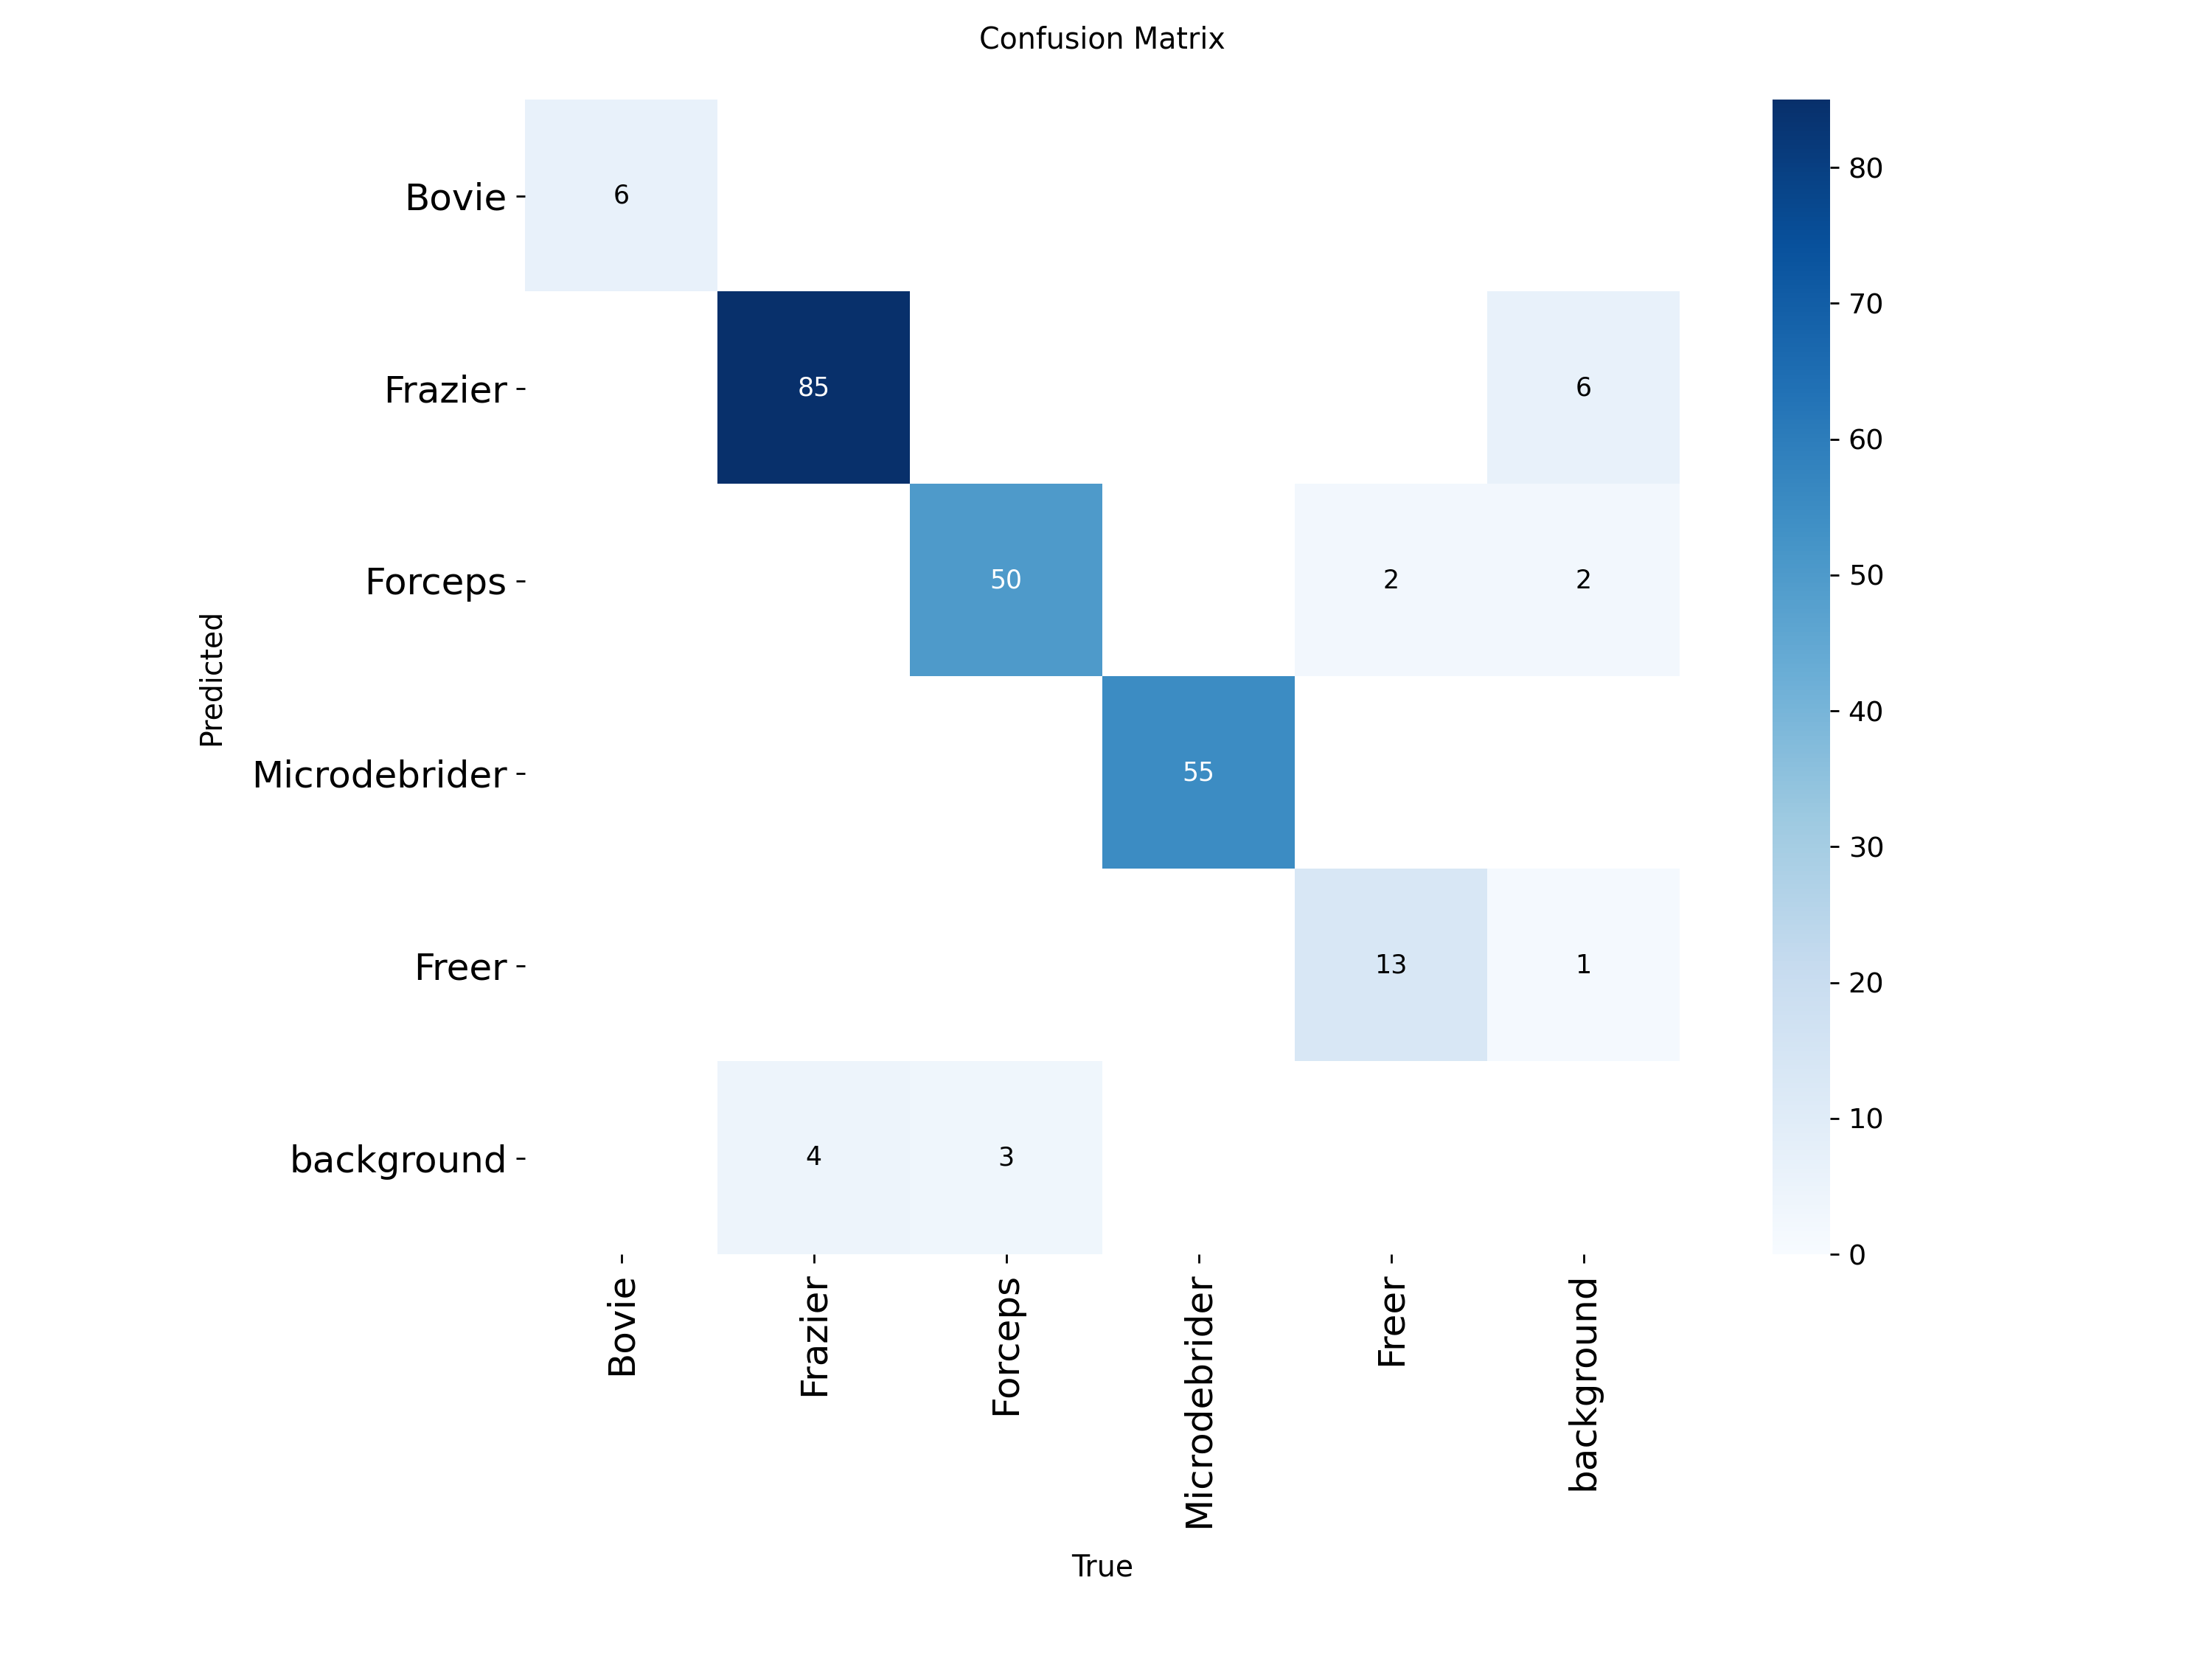 Confusion Matrix
Predicted
Bovie
6
Frazier
85
6
Forceps
50
2
2
Microdebrider
55
Freer
13
1
background
4
3
Bovie
Frazier
Forceps
Microdebrider
Freer
background
True
80
70
60
50
40
30
20
10
0